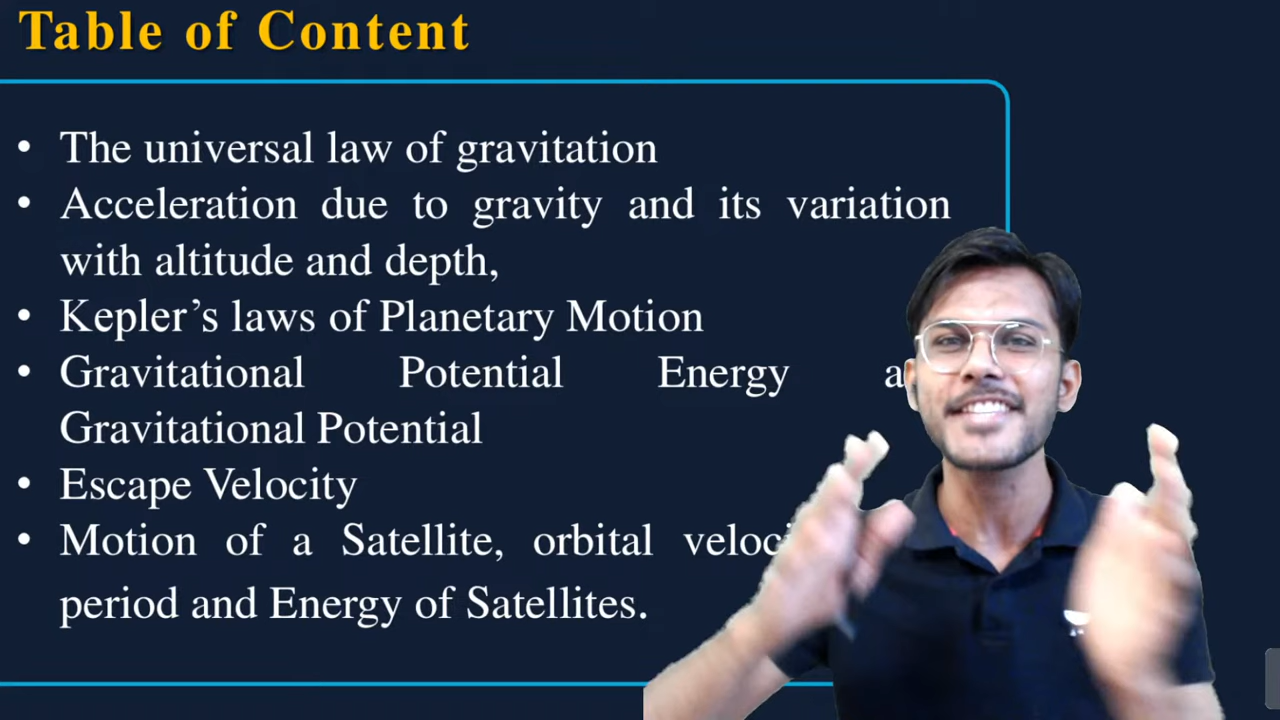 Table of Content
• The universal law of gravitation
• Acceleration due to gravity and its variation
with altitude and depth,
• Kepler’s laws of Planetary Motion
• Gravitational Potential Energy
Gravitational Potential
• Escape Velocity
• Motion of a Satellite, orbital
period and Energy of Satellites.